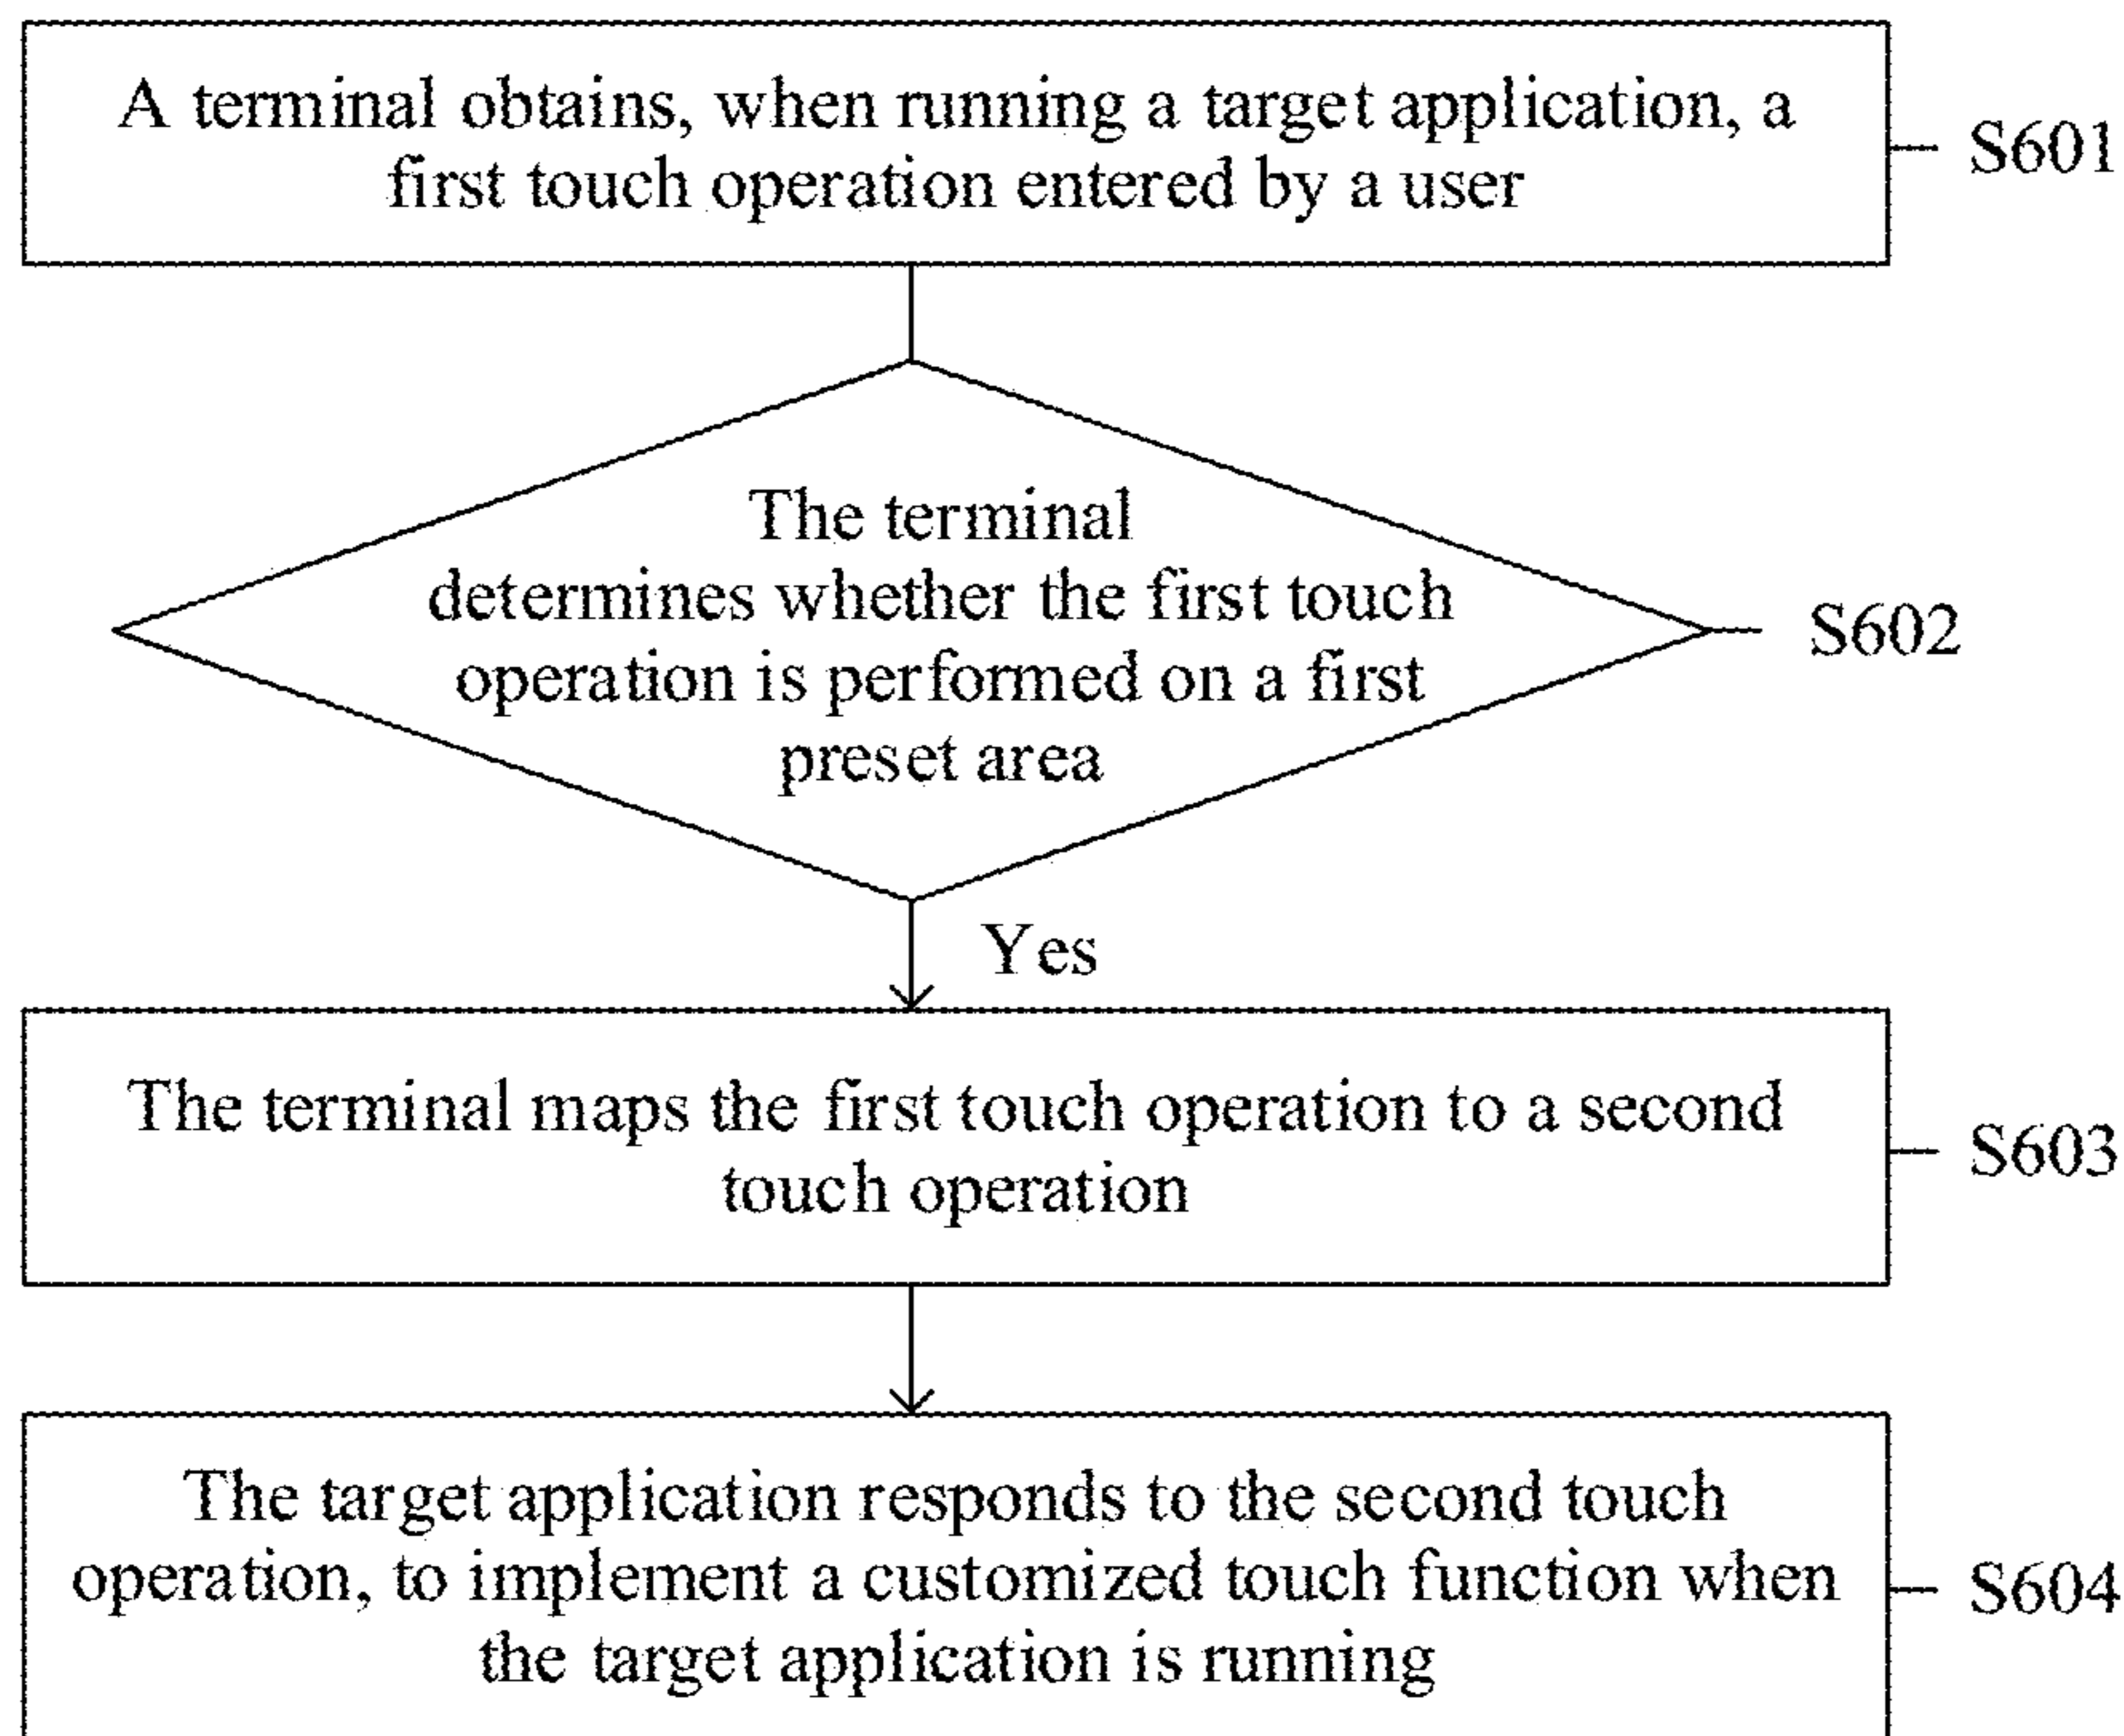 A terminal obtains, when running a target application, a
first touch operation entered by a user
S601
The terminal
determines whether the first touch
operation is performed on a first
preset area
S602
Yes
The terminal maps the first touch operation to a second
touch operation
S603
The target application responds to the second touch
operation, to implement a customized touch function when
the target application is running
S604